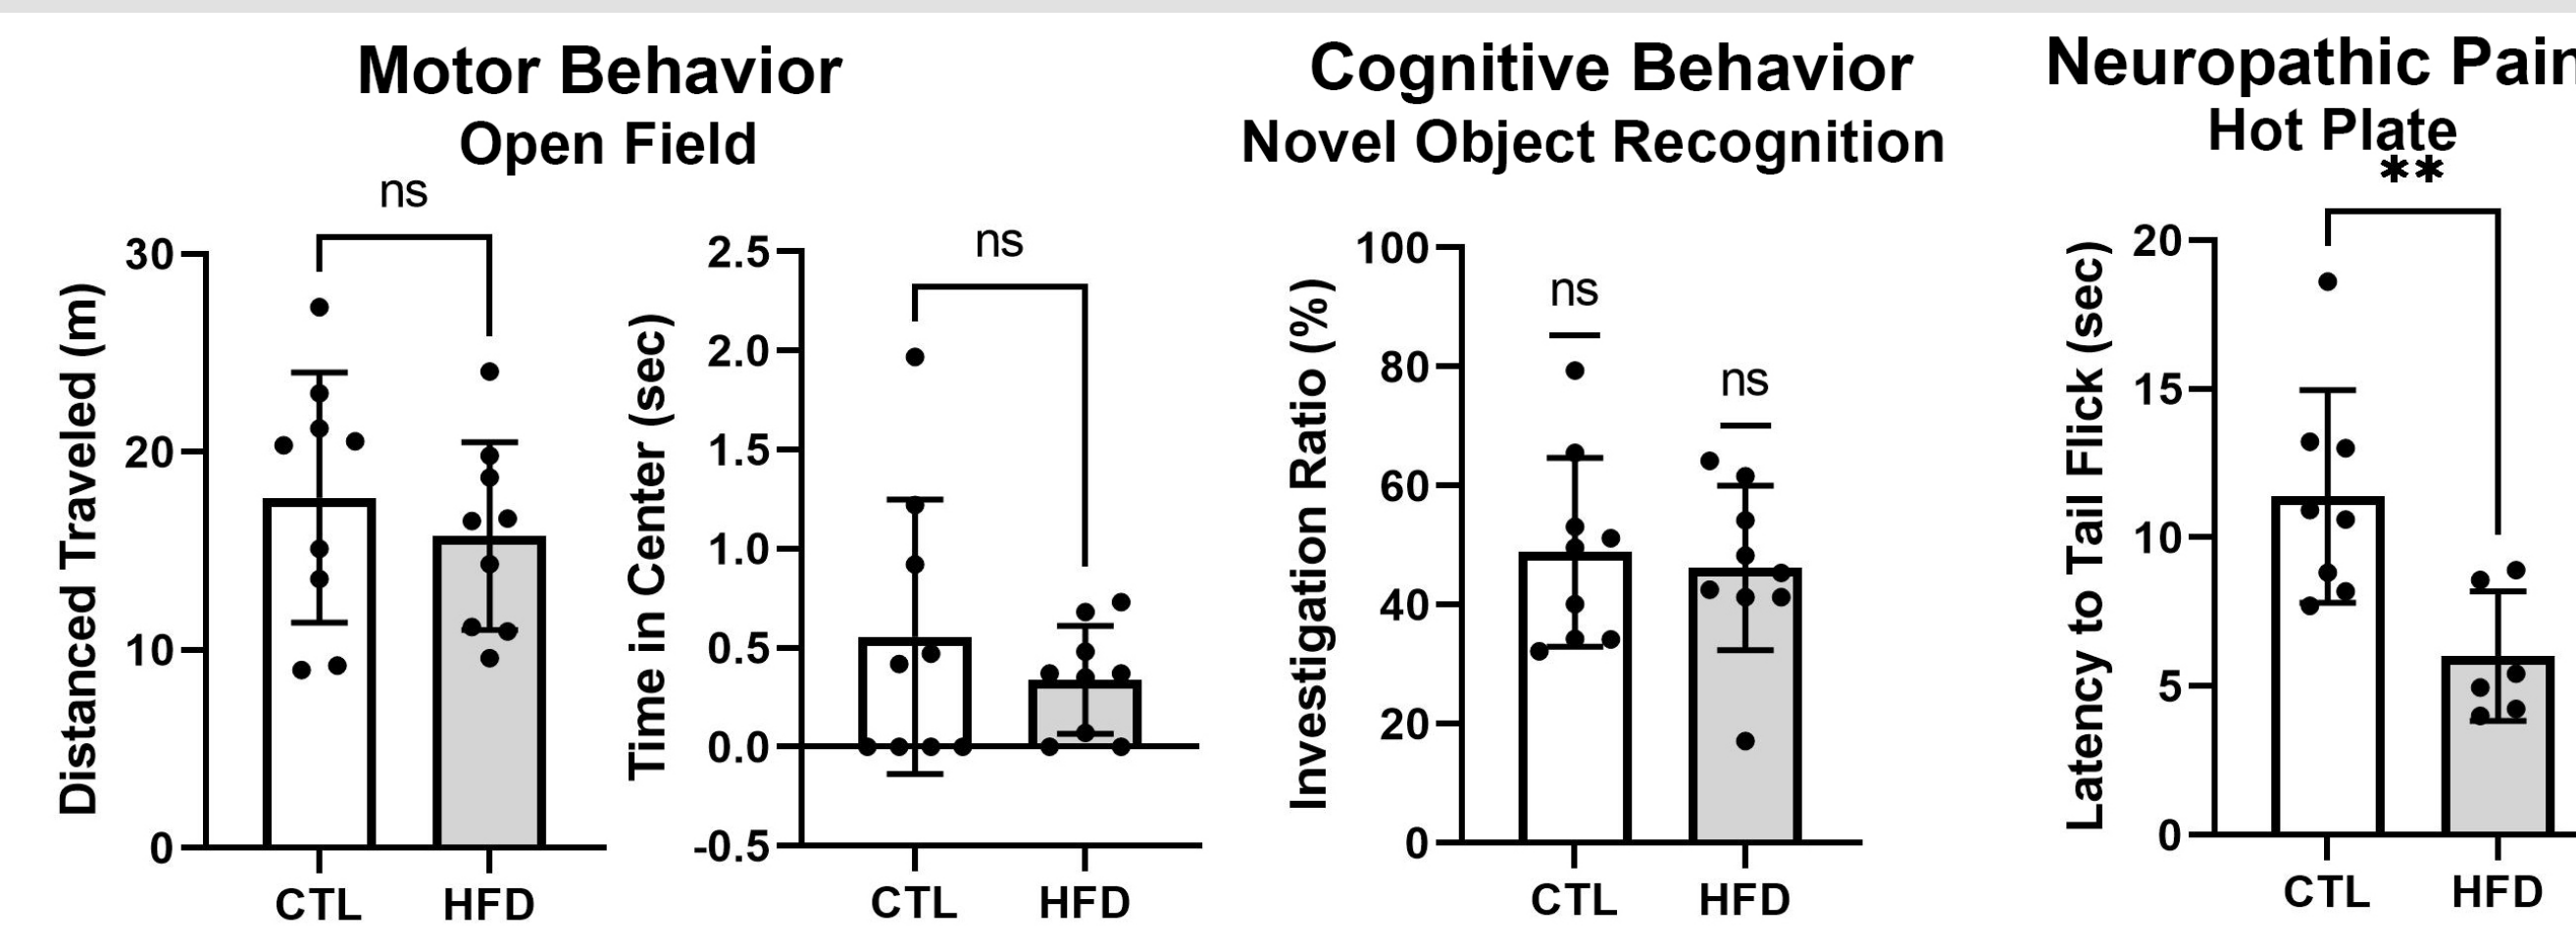 Motor Behavior
Open Field
ns
Distanced Traveled (m)
30
20
10
0
CTL HFD
ns
Time in Center (sec)
2.5
2.0
1.5
1.0
0.5
0.0
-0.5
CTL HFD
Cognitive Behavior
Novel Object Recognition
ns
ns
Investigation Ratio (%)
100
80
60
40
20
0
CTL HFD
Neuropathic Pain
Hot Plate
**
Latency to Tail Flick (sec)
20
15
10
5
0
CTL HFD